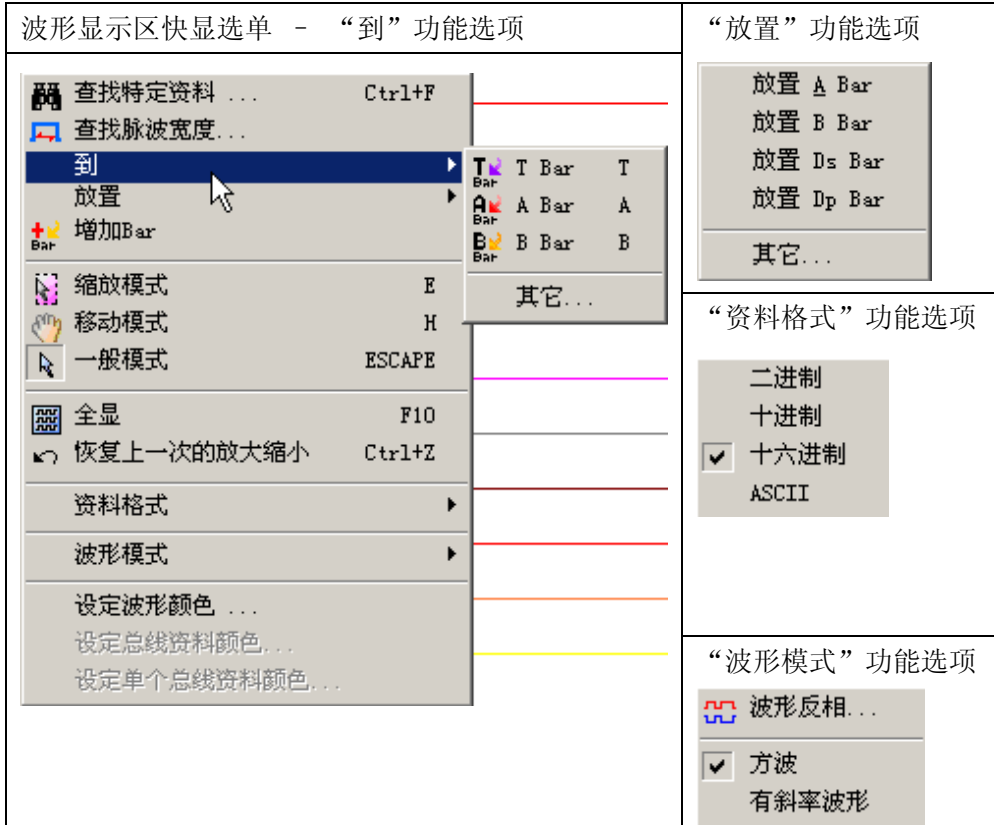 波形显示区快显选单 - “到”功能选项
查找特定资料 ... Ctrl+F
查找脉波宽度...
到
放置
增加Bar
缩放模式 E
移动模式 H
一般模式 ESCAPE
全显 F10
恢复上一次的放大缩小 Ctrl+Z
资料格式
波形模式
设定波形颜色 ...
设定总线资料颜色...
设定单个总线资料颜色...
T Bar T
A Bar A
B Bar B
其它...
“放置”功能选项
放置 A Bar
放置 B Bar
放置 Ds Bar
放置 Dp Bar
其它...
“资料格式”功能选项
二进制
十进制
十六进制
ASCII
“波形模式”功能选项
波形反相...
方波
有斜率波形